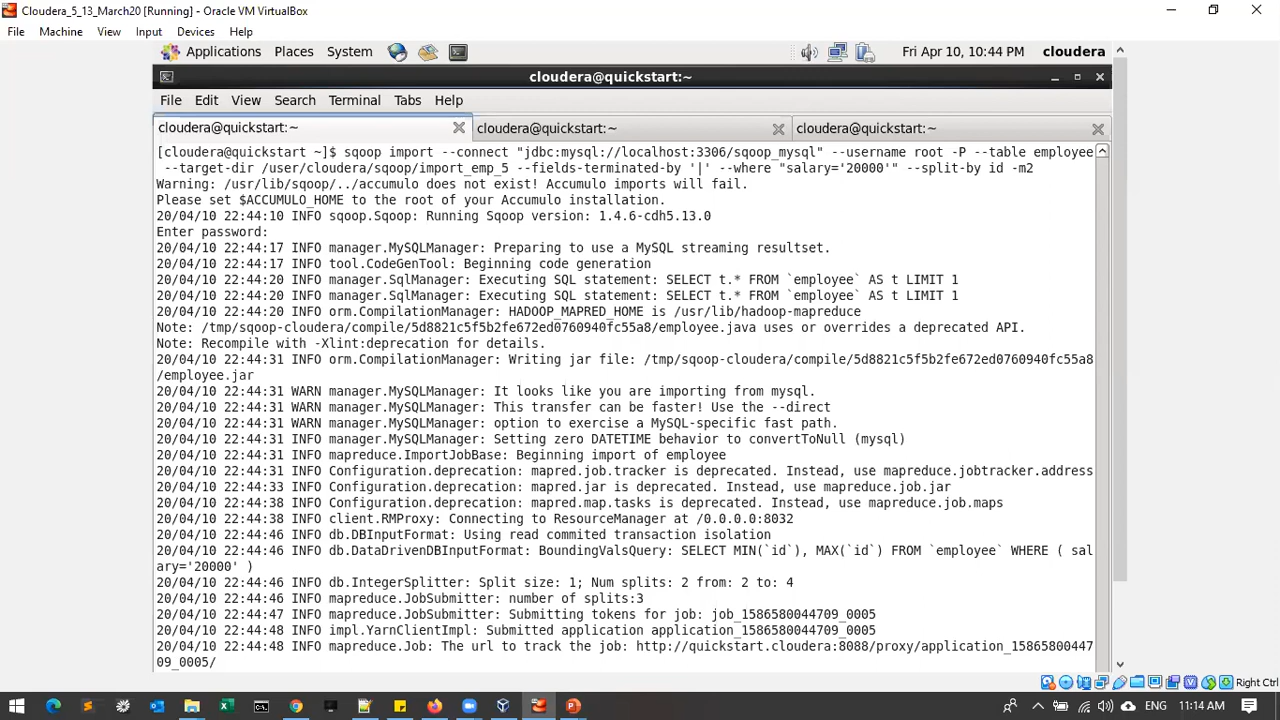 Cloudera_5_13_March20 [Running] - Oracle VM VirtualBox
File Machine View Input Devices Help
Applications Places System Fri Apr 10, 10:44 PM cloudera
cloudera@quickstart:~
File Edit View Search Terminal Tabs Help
cloudera@quickstart:~ cloudera@quickstart:~ cloudera@quickstart:~
[cloudera@quickstart ~]$ sqoop import --connect "jdbc:mysql://localhost:3306/sqoop_mysql" --username root -P --table employee
--target-dir /user/cloudera/sqoop/import_emp_5 --fields-terminated-by '|' --where "salary='20000'" --split-by id -m2
Warning: /usr/lib/sqoop/../accumulo does not exist! Accumulo imports will fail.
Please set $ACCUMULO_HOME to the root of your Accumulo installation.
20/04/10 22:44:10 INFO sqoop.Sqoop: Running Sqoop version: 1.4.6-cdh5.13.0
Enter password:
20/04/10 22:44:17 INFO manager.MySQLManager: Preparing to use a MySQL streaming resultset.
20/04/10 22:44:17 INFO tool.CodeGenTool: Beginning code generation
20/04/10 22:44:20 INFO manager.SqlManager: Executing SQL statement: SELECT t.* FROM `employee` AS t LIMIT 1
20/04/10 22:44:20 INFO manager.SqlManager: Executing SQL statement: SELECT t.* FROM `employee` AS t LIMIT 1
20/04/10 22:44:20 INFO orm.CompilationManager: HADOOP_MAPRED_HOME is /usr/lib/hadoop-mapreduce
Note: /tmp/sqoop-cloudera/compile/5d8821c5f5b2fe672ed0760940fc55a8/employee.java uses or overrides a deprecated API.
Note: Recompile with -Xlint:deprecation for details.
20/04/10 22:44:31 INFO orm.CompilationManager: Writing jar file: /tmp/sqoop-cloudera/compile/5d8821c5f5b2fe672ed0760940fc55a8
/employee.jar
20/04/10 22:44:31 WARN manager.MySQLManager: It looks like you are importing from mysql.
20/04/10 22:44:31 WARN manager.MySQLManager: This transfer can be faster! Use the --direct
20/04/10 22:44:31 WARN manager.MySQLManager: option to exercise a MySQL-specific fast path.
20/04/10 22:44:31 INFO manager.MySQLManager: Setting zero DATETIME behavior to convertToNull (mysql)
20/04/10 22:44:31 INFO mapreduce.ImportJobBase: Beginning import of employee
20/04/10 22:44:31 INFO Configuration.deprecation: mapred.job.tracker is deprecated. Instead, use mapreduce.jobtracker.address
20/04/10 22:44:33 INFO Configuration.deprecation: mapred.jar is deprecated. Instead, use mapreduce.job.jar
20/04/10 22:44:38 INFO Configuration.deprecation: mapred.map.tasks is deprecated. Instead, use mapreduce.job.maps
20/04/10 22:44:38 INFO client.RMProxy: Connecting to ResourceManager at /0.0.0.0:8032
20/04/10 22:44:46 INFO db.DBInputFormat: Using read commited transaction isolation
20/04/10 22:44:46 INFO db.DataDrivenDBInputFormat: BoundingValsQuery: SELECT MIN(`id`), MAX(`id`) FROM `employee` WHERE ( sal
ary='20000' )
20/04/10 22:44:46 INFO db.IntegerSplitter: Split size: 1; Num splits: 2 from: 2 to: 4
20/04/10 22:44:46 INFO mapreduce.JobSubmitter: number of splits:3
20/04/10 22:44:47 INFO mapreduce.JobSubmitter: Submitting tokens for job: job_1586580044709_0005
20/04/10 22:44:48 INFO impl.YarnClientImpl: Submitted application application_1586580044709_0005
20/04/10 22:44:48 INFO mapreduce.Job: The url to track the job: http://quickstart.cloudera:8088/proxy/application_15865800447
09_0005/
Right Ctrl
ENG 11:14 AM